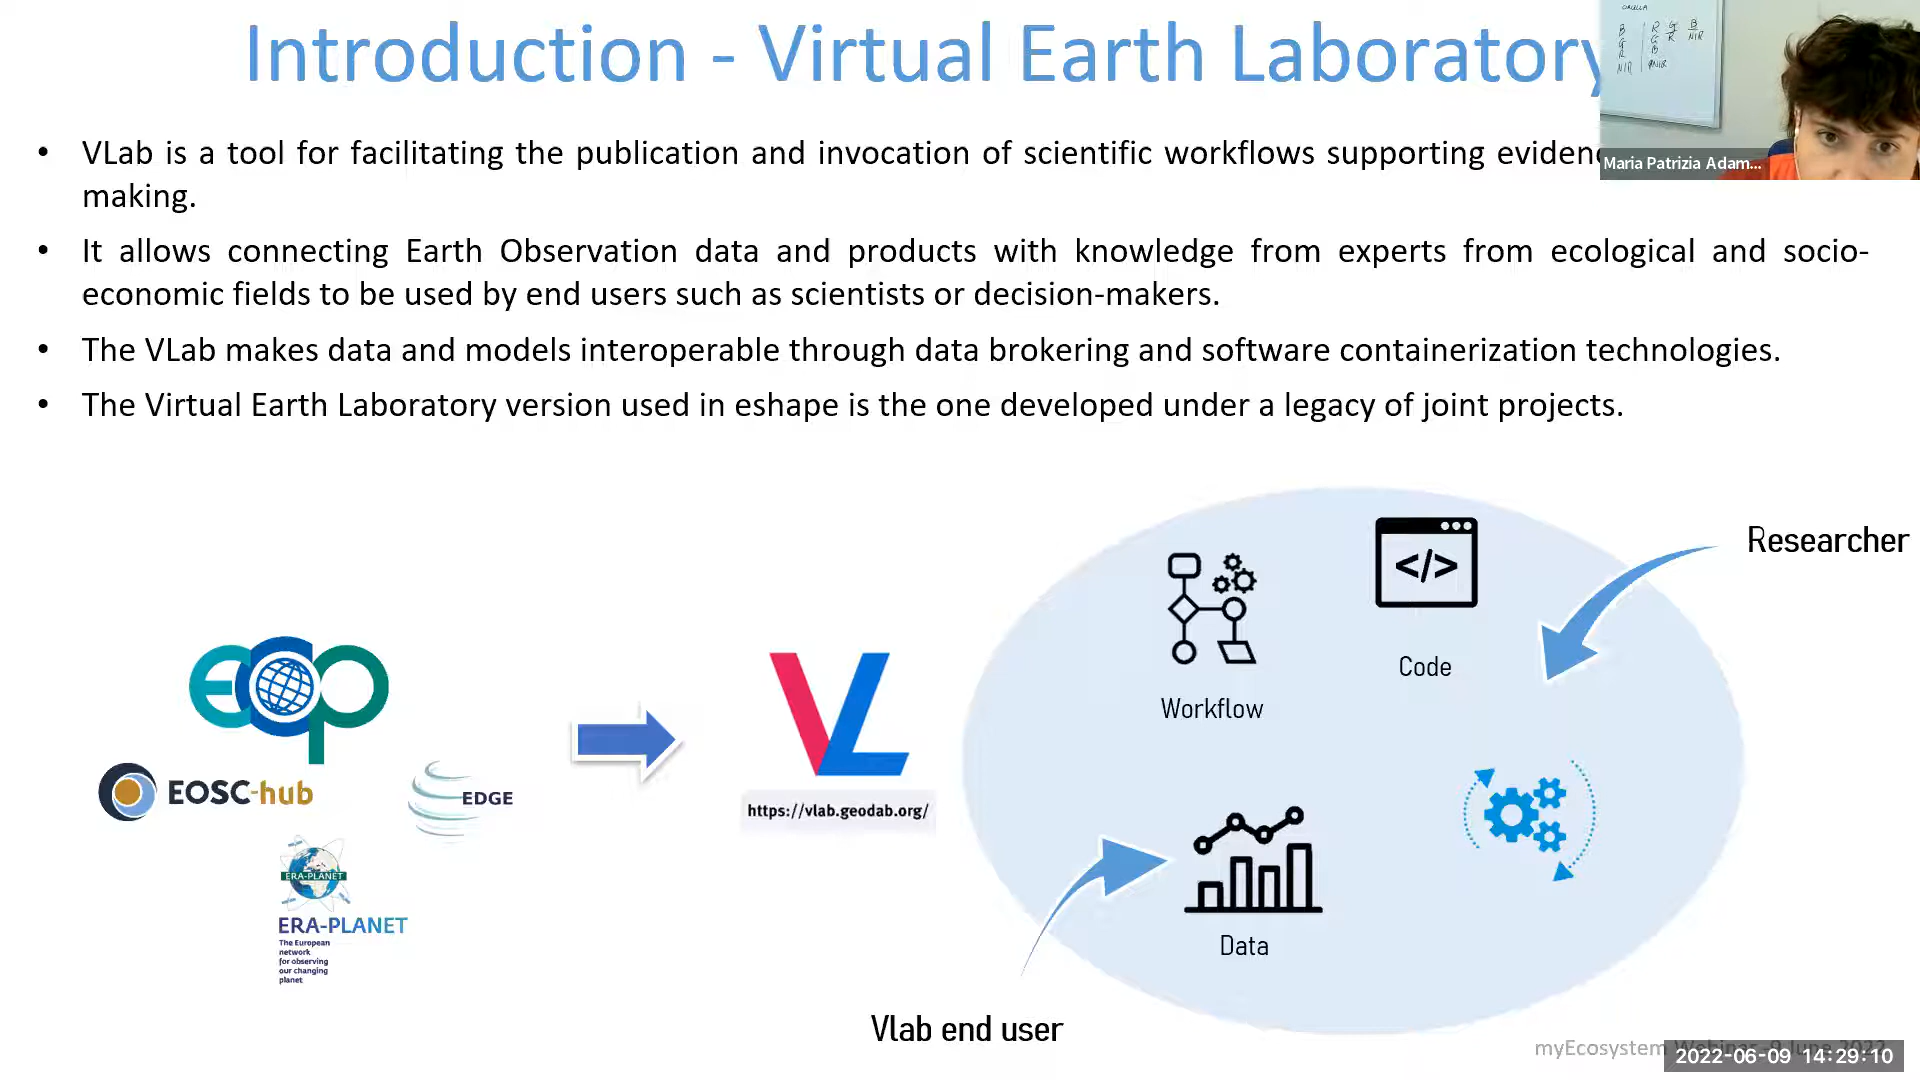 Introduction - Virtual Earth Laboratory
• VLab is a tool for facilitating the publication and invocation of scientific workflows supporting
making.
• It allows connecting Earth Observation data and products with knowledge from experts from ecological and socio-
economic fields to be used by end users such as scientists or decision-makers.
• The VLab makes data and models interoperable through data brokering and software containerization technologies.
• The Virtual Earth Laboratory version used in eshape is the one developed under a legacy of joint projects.
Maria Patrizia Adam...
Researcher
Code
Workflow
ecop
EOSC-hub
EDGE
VL
https://vlab.geodab.org/
ERA-PLANET
ERA-PLANET
The European
network
for observing
our changing
planet
Data
Vlab end user
myEcosystem
2022-06-09 14:29:10